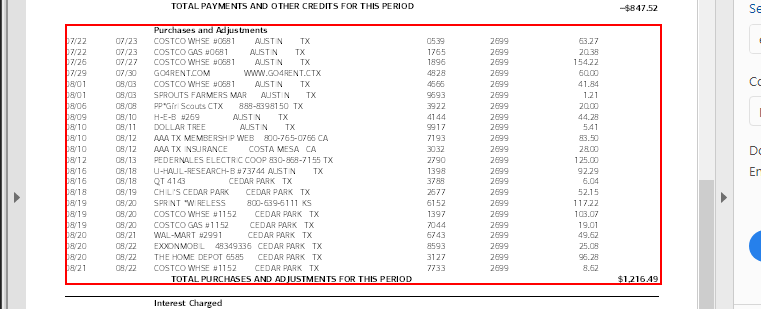 TOTAL PAYMENTS AND OTHER CREDITS FOR THIS PERIOD –$847.52
Purchases and Adjustments
07/22 07/23 COSTCO WHSE #0681 AUSTIN TX 0539 2699 63.27
07/22 07/23 COSTCO GAS #0681 AUSTIN TX 1765 2699 20.38
07/26 07/27 COSTCO WHSE #0681 AUSTIN TX 1896 2699 154.22
07/29 07/30 GO4RENT.COM WWW.GO4RENT.CTX 4828 2699 60.00
08/01 08/03 COSTCO WHSE #0681 AUSTIN TX 4666 2699 41.84
08/01 08/03 SPROUTS FARMERS MAR AUSTIN TX 9693 2699 1.21
08/06 08/08 PP*Girl Scouts CTX 888-8398150 TX 3922 2699 20.00
08/09 08/10 H-E-B #269 AUSTIN TX 4144 2699 44.28
08/10 08/11 DOLLAR TREE AUSTIN TX 9917 2699 5.41
08/10 08/12 AAA TX MEMBERSHIP WEB 800-765-0766 CA 7193 2699 83.50
08/10 08/12 AAA TX INSURANCE COSTA MESA CA 3032 2699 28.00
08/12 08/13 PEDERNALES ELECTRIC COOP 830-868-7155 TX 2790 2699 125.00
08/16 08/18 U-HAUL-RESEARCH-B #73744 AUSTIN TX 1398 2699 92.29
08/16 08/18 QT 4143 CEDAR PARK TX 3788 2699 6.04
08/18 08/19 CHILI'S CEDAR PARK CEDAR PARK TX 2677 2699 52.15
08/19 08/20 SPRINT *WIRELESS 800-639-6111 KS 6152 2699 117.22
08/19 08/20 COSTCO WHSE #1152 CEDAR PARK TX 1397 2699 103.07
08/19 08/20 COSTCO GAS #1152 CEDAR PARK TX 7044 2699 19.01
08/20 08/21 WAL-MART #2991 CEDAR PARK TX 6743 2699 49.62
08/20 08/22 EXXONMOBIL 48349336 CEDAR PARK TX 8593 2699 25.08
08/20 08/22 THE HOME DEPOT 6585 CEDAR PARK TX 3127 2699 96.28
08/21 08/22 COSTCO WHSE #1152 CEDAR PARK TX 7733 2699 8.62
TOTAL PURCHASES AND ADJUSTMENTS FOR THIS PERIOD $1,216.49
Interest Charged
Se
Co
Do
En